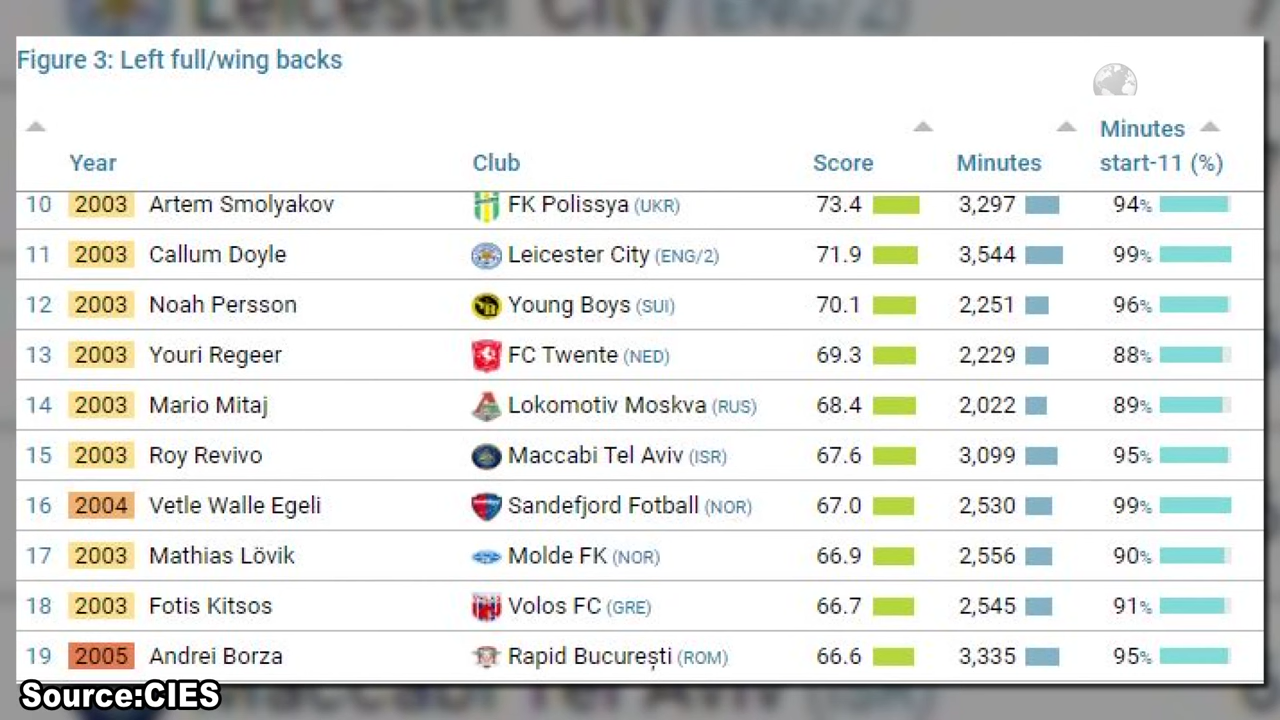 Leicester City (ENG/2)
Figure 3: Left full/wing backs
Year Club Score Minutes Minutes start-11 (%)
10 2003 Artem Smolyakov FK Polissya (UKR) 73.4 3,297 94%
11 2003 Callum Doyle Leicester City (ENG/2) 71.9 3,544 99%
12 2003 Noah Persson Young Boys (SUI) 70.1 2,251 96%
13 2003 Youri Regeer FC Twente (NED) 69.3 2,229 88%
14 2003 Mario Mitaj Lokomotiv Moskva (RUS) 68.4 2,022 89%
15 2003 Roy Revivo Maccabi Tel Aviv (ISR) 67.6 3,099 95%
16 2004 Vetle Walle Egeli Sandefjord Fotball (NOR) 67.0 2,530 99%
17 2003 Mathias Lövik Molde FK (NOR) 66.9 2,556 90%
18 2003 Fotis Kitsos Volos FC (GRE) 66.7 2,545 91%
19 2005 Andrei Borza Rapid București (ROM) 66.6 3,335 95%
Source:CIES